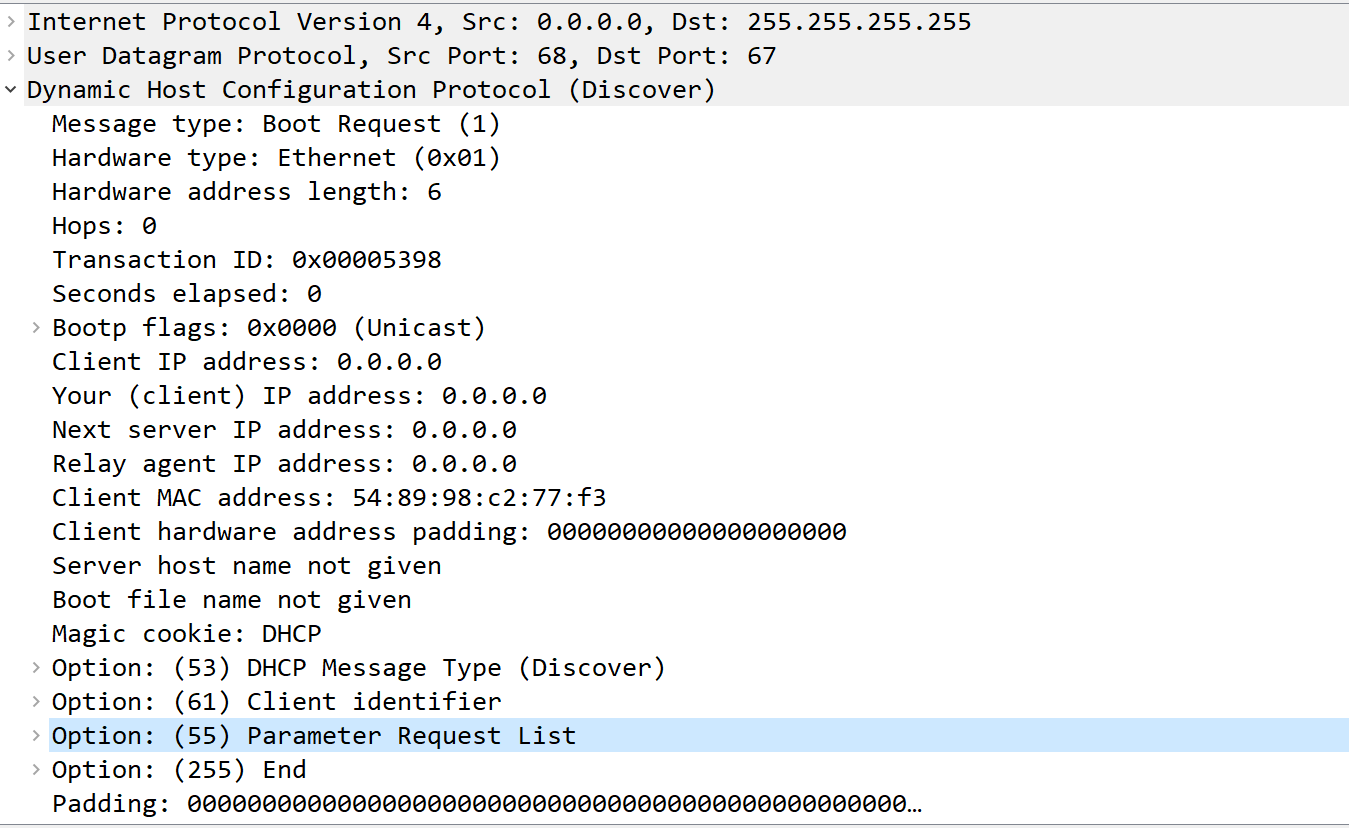 Internet Protocol Version 4, Src: 0.0.0.0, Dst: 255.255.255.255
User Datagram Protocol, Src Port: 68, Dst Port: 67
Dynamic Host Configuration Protocol (Discover)
Message type: Boot Request (1)
Hardware type: Ethernet (0x01)
Hardware address length: 6
Hops: 0
Transaction ID: 0x00005398
Seconds elapsed: 0
Bootp flags: 0x0000 (Unicast)
Client IP address: 0.0.0.0
Your (client) IP address: 0.0.0.0
Next server IP address: 0.0.0.0
Relay agent IP address: 0.0.0.0
Client MAC address: 54:89:98:c2:77:f3
Client hardware address padding: 00000000000000000000
Server host name not given
Boot file name not given
Magic cookie: DHCP
Option: (53) DHCP Message Type (Discover)
Option: (61) Client identifier
Option: (55) Parameter Request List
Option: (255) End
Padding: 000000000000000000000000000000000000000000000000…